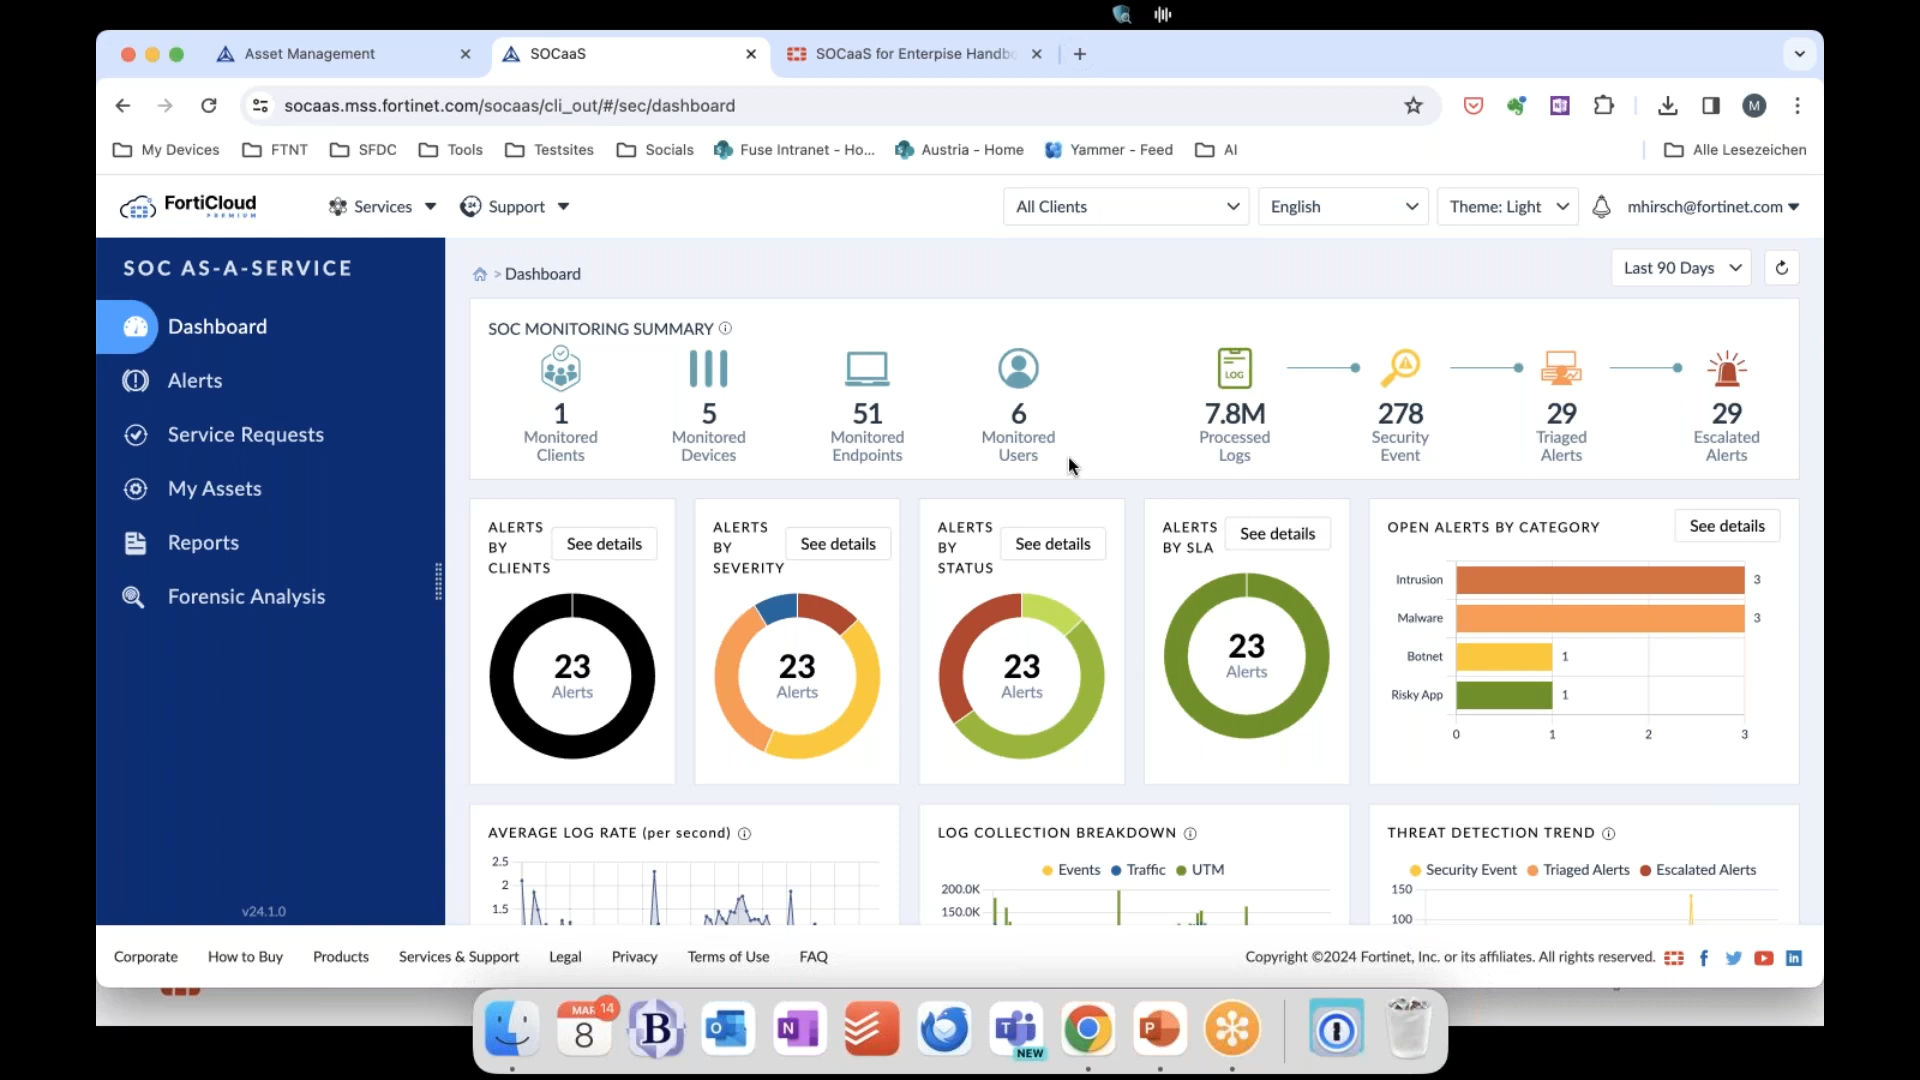 Asset Management
SOCaaS
SOCaaS for Enterpise Handb
socaas.mss.fortinet.com/socaas/cli_out/#/sec/dashboard
M
My Devices
FTNT
SFDC
Tools
Testsites
Socials
Fuse Intranet - Ho...
Austria - Home
Yammer - Feed
AI
Alle Lesezeichen
FortiCloud
PREMIUM
Services
Support
All Clients
English
Theme: Light
mhirsch@fortinet.com
SOC AS-A-SERVICE
Dashboard
Alerts
Service Requests
My Assets
Reports
Forensic Analysis
v24.1.0
> Dashboard
Last 90 Days
SOC MONITORING SUMMARY
1
Monitored
Clients
5
Monitored
Devices
51
Monitored
Endpoints
6
Monitored
Users
LOG
7.8M
Processed
Logs
278
Security
Event
29
Triaged
Alerts
29
Escalated
Alerts
ALERTS
BY
CLIENTS
See details
23
Alerts
ALERTS
BY
SEVERITY
See details
23
Alerts
ALERTS
BY
STATUS
See details
23
Alerts
ALERTS
BY SLA
See details
23
Alerts
OPEN ALERTS BY CATEGORY
See details
Intrusion 3
Malware 3
Botnet 1
Risky App 1
0 1 2 3
AVERAGE LOG RATE (per second)
2.5
2
1.5
LOG COLLECTION BREAKDOWN
Events Traffic UTM
200.0K
150.0K
THREAT DETECTION TREND
Security Event Triaged Alerts Escalated Alerts
150
100
Corporate
How to Buy
Products
Services & Support
Legal
Privacy
Terms of Use
FAQ
Copyright ©2024 Fortinet, Inc. or its affiliates. All rights reserved.
MAR
14
8
B
O
N
T
NEW
P